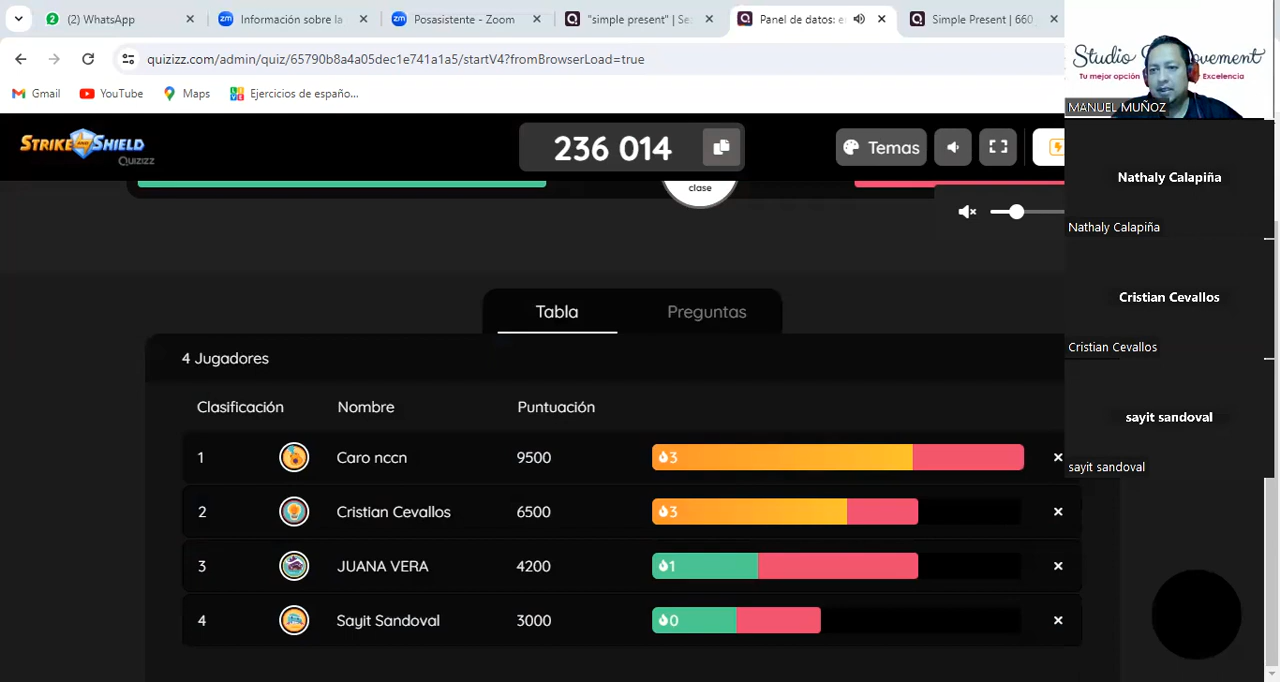 (2) WhatsApp
Información sobre la
Posasistente - Zoom
"simple present" | Se
Panel de datos: e
Simple Present | 660
quizizz.com/admin/quiz/65790b8a4a05dcc1e741a1a5/startV4?fromBrowserLoad=true
Gmail
YouTube
Maps
Ejercicios de españo...
Tu mejor opción
Excelencia
MANUEL MUÑOZ
STRIKE AND SHIELD
Quizizz
236 014
Temas
clase
Nathaly Calapiña
Nathaly Calapiña
Cristian Cevallos
Cristian Cevallos
sayit sandoval
sayit sandoval
Tabla
Preguntas
4 Jugadores
Clasificación Nombre Puntuación
1 Caro nccn 9500 3
2 Cristian Cevallos 6500 3
3 JUANA VERA 4200 1
4 Sayit Sandoval 3000 0